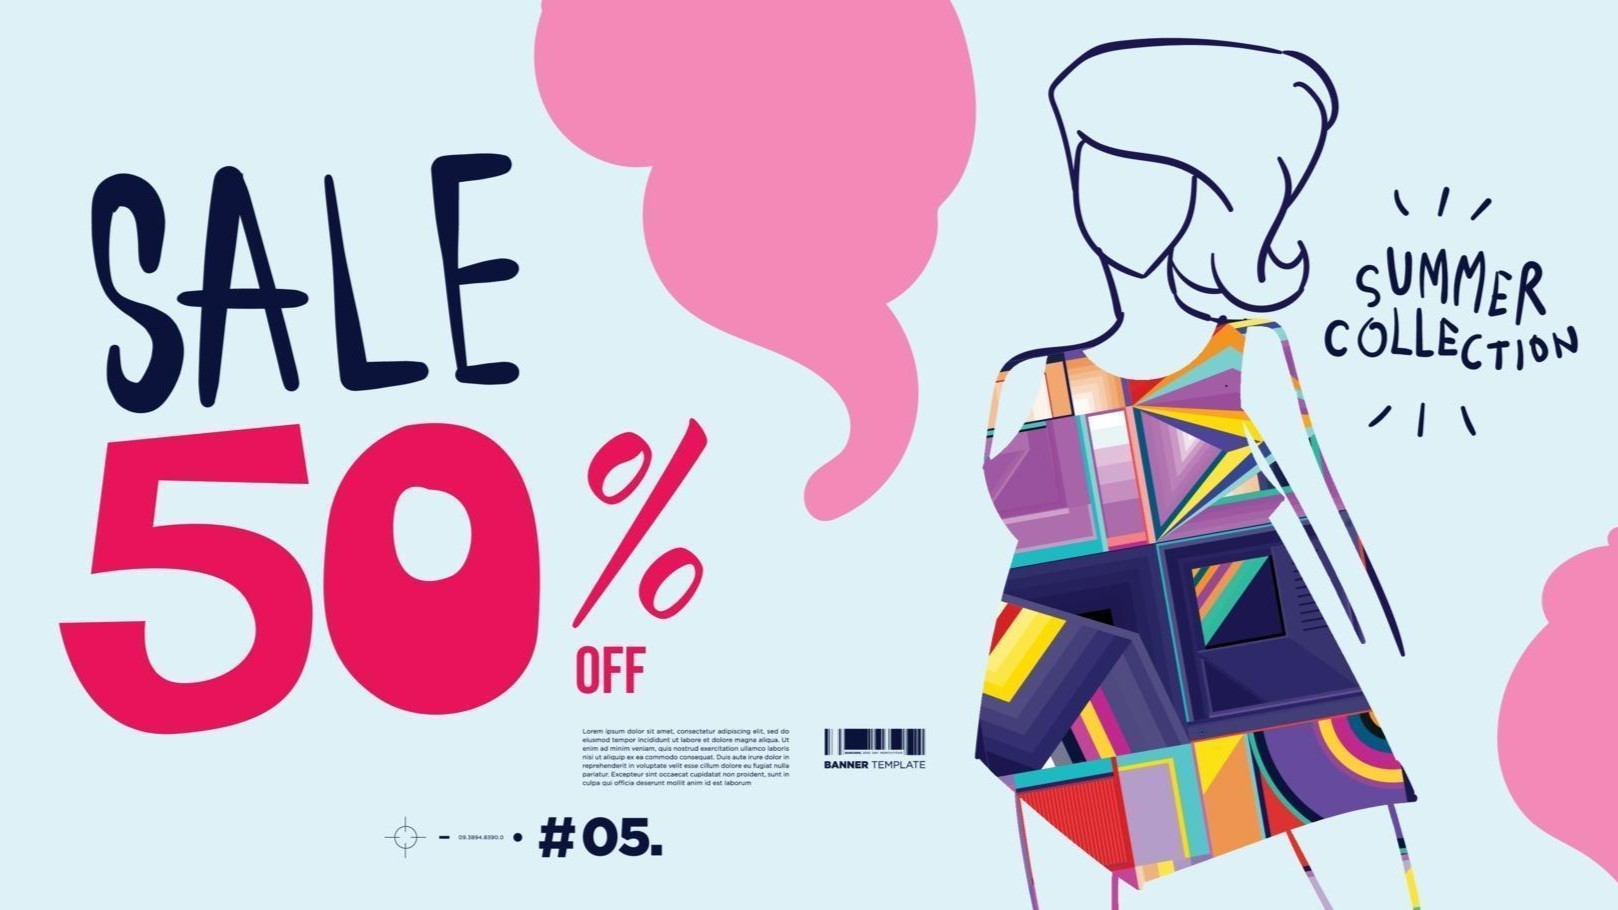 SALE
50%
OFF
SUMMER
COLLECTION
Lorem ipsum dolor sit amet, consectetur adipiscing elit, sed do
eiusmod tempor incididunt ut labore et dolore magna aliqua. Ut
enim ad minim veniam, quis nostrud exercitation ullamco laboris
nisi ut aliquip ex ea commodo consequat. Duis aute irure dolor in
reprehenderit in voluptate velit esse cillum dolore eu fugiat nulla
pariatur. Excepteur sint occaecat cupidatat non proident, sunt in
culpa qui officia deserunt mollit anim id est laborum
BANNER TEMPLATE
09.3894.8390.0
#05.